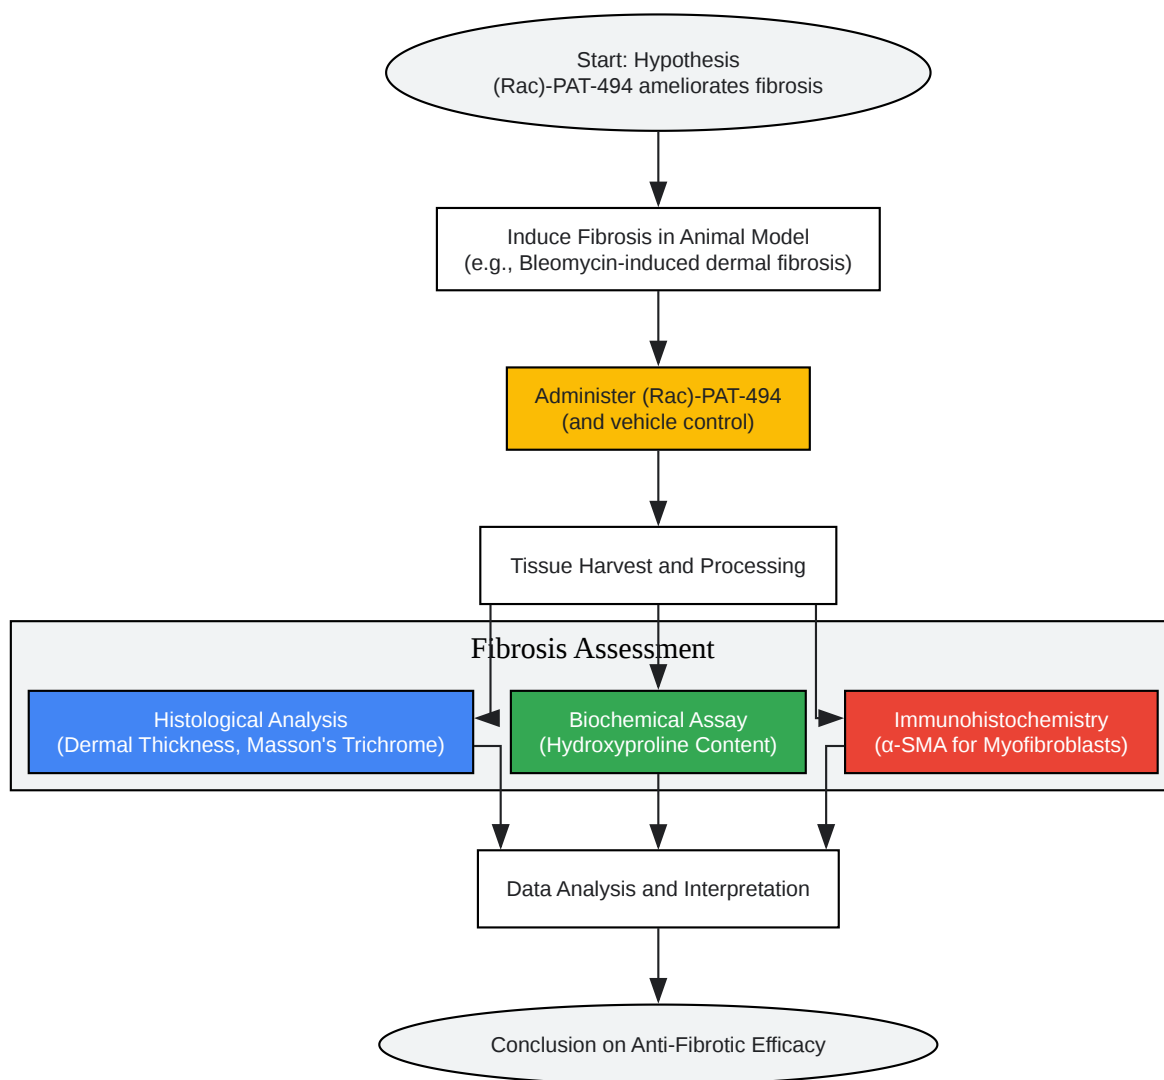 Start: Hypothesis
(Rac)-PAT-494 ameliorates fibrosis
Induce Fibrosis in Animal Model
(e.g., Bleomycin-induced dermal fibrosis)
Administer (Rac)-PAT-494
(and vehicle control)
Tissue Harvest and Processing
Fibrosis Assessment
Histological Analysis
(Dermal Thickness, Masson's Trichrome)
Biochemical Assay
(Hydroxyproline Content)
Immunohistochemistry
(α-SMA for Myofibroblasts)
Data Analysis and Interpretation
Conclusion on Anti-Fibrotic Efficacy